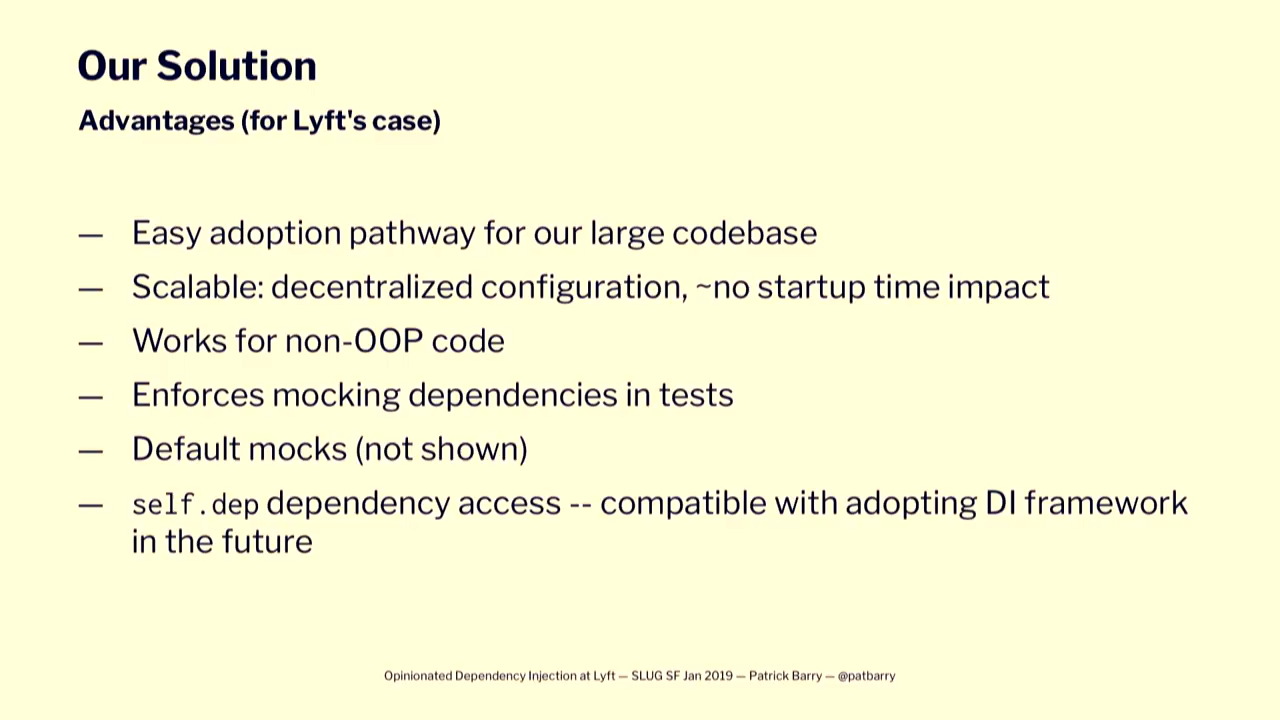 Our Solution
Advantages (for Lyft's case)
— Easy adoption pathway for our large codebase
— Scalable: decentralized configuration, ~no startup time impact
— Works for non-OOP code
— Enforces mocking dependencies in tests
— Default mocks (not shown)
— self.dep dependency access -- compatible with adopting DI framework
in the future
Opinionated Dependency Injection at Lyft — SLUG SF Jan 2019 — Patrick Barry — @patbarry